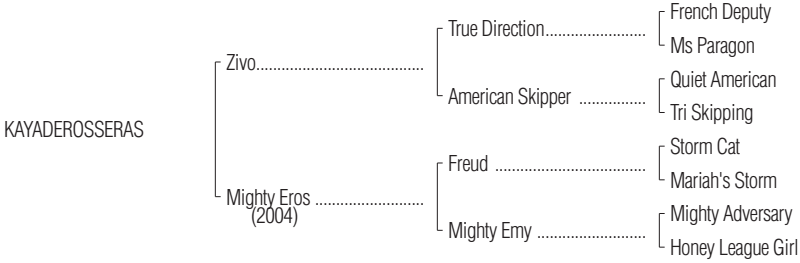 French Deputy
True Direction........................
Ms Paragon
Zivo.......................................
Quiet American
American Skipper ................
Tri Skipping
KAYADEROSSERAS
Storm Cat
Freud ...................................
Mariah's Storm
Mighty Eros .........................
(2004)
Mighty Adversary
Mighty Emy .........................
Honey League Girl